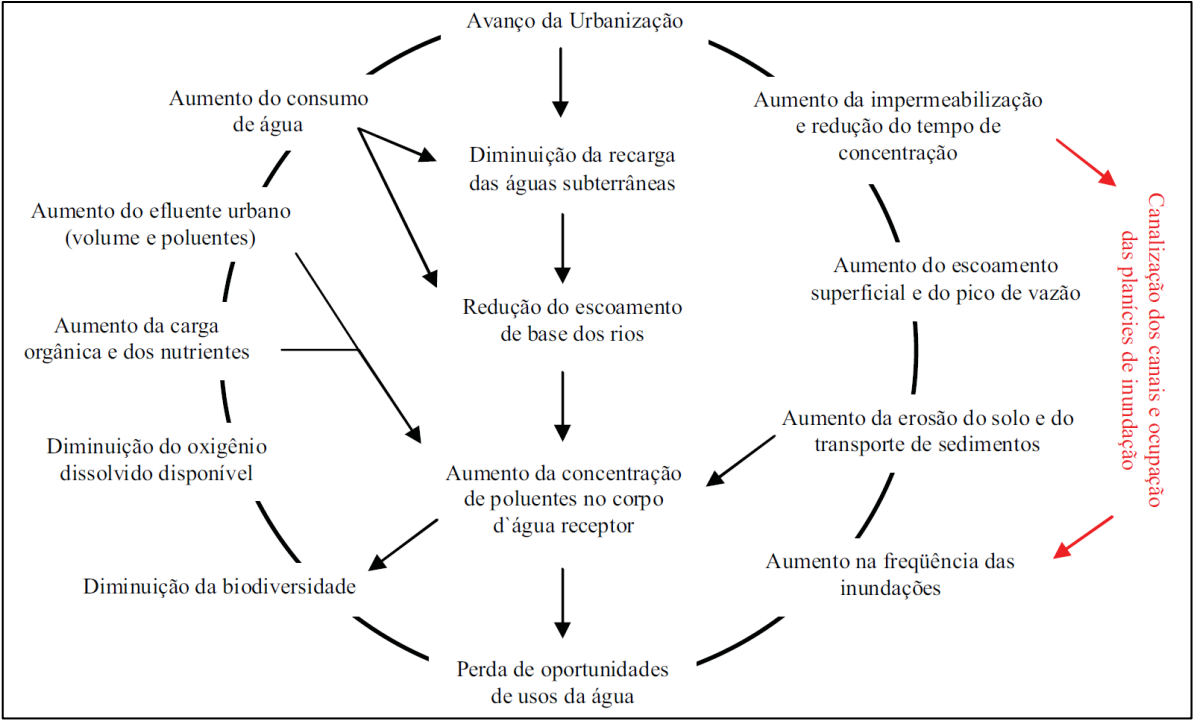 Avanço da Urbanização
Aumento do consumo
de água
Aumento da impermeabilização
e redução do tempo de
concentração
Diminuição da recarga
das águas subterrâneas
Aumento do efluente urbano
(volume e poluentes)
Canalização dos canais e ocupação
das planícies de inundação
Aumento do escoamento
superficial e do pico de vazão
Redução do escoamento
de base dos rios
Aumento da carga
orgânica e dos nutrientes
Aumento da erosão do solo e do
transporte de sedimentos
Diminuição do oxigênio
dissolvido disponível
Aumento da concentração
de poluentes no corpo
d`água receptor
Aumento na freqüência das
inundações
Diminuição da biodiversidade
Perda de oportunidades
de usos da água